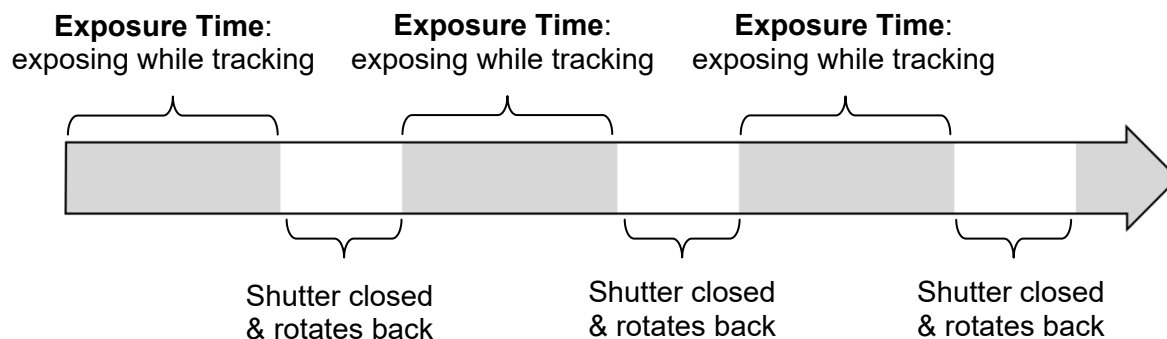 Exposure Time:
exposing while tracking
Exposure Time:
exposing while tracking
Exposure Time:
exposing while tracking
Shutter closed
& rotates back
Shutter closed
& rotates back
Shutter closed
& rotates back